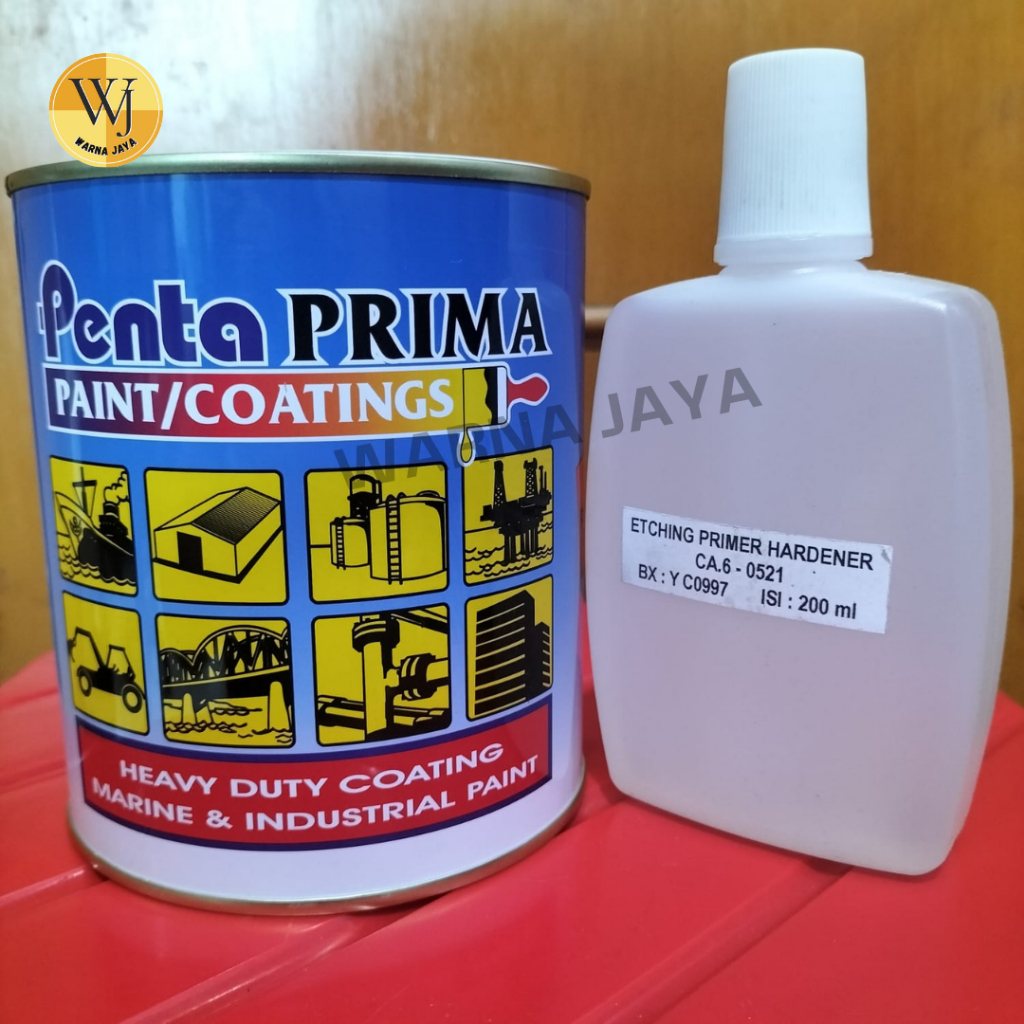 WJ
WARNA JAYA
Penta PRIMA
PAINT/COATINGS
HEAVY DUTY COATING
MARINE & INDUSTRIAL PAINT
WARNA JAYA
ETCHING PRIMER HARDENER
CA.6 - 0521
BX : Y C0997 ISI : 200 ml